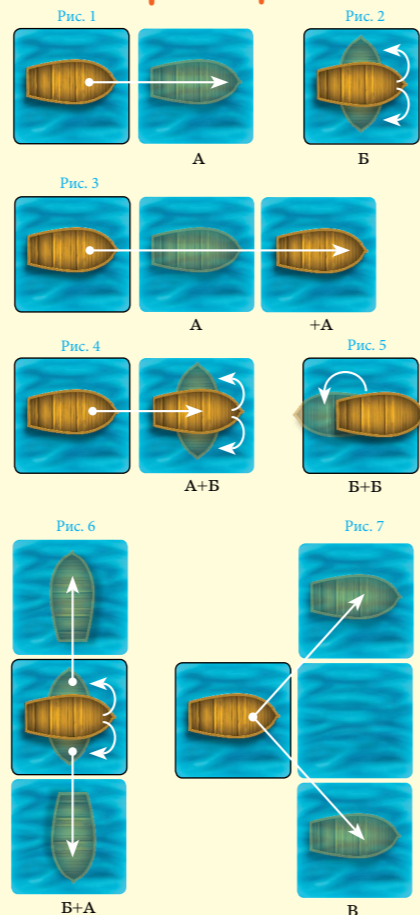 Рис. 1 Рис. 2
А Б
Рис. 3
А +А
Рис. 4 Рис. 5
А+Б Б+Б
Рис. 6 Рис. 7
Б+А В